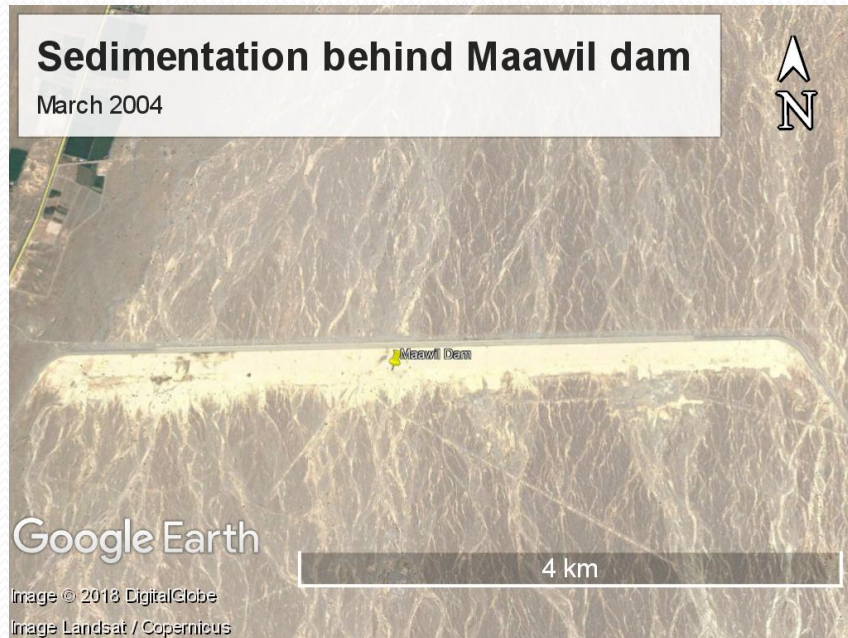 Sedimentation behind Maawil dam
March 2004
N
Maawil Dam
Google Earth
4 km
Image © 2018 DigitalGlobe
Image Landsat / Copernicus